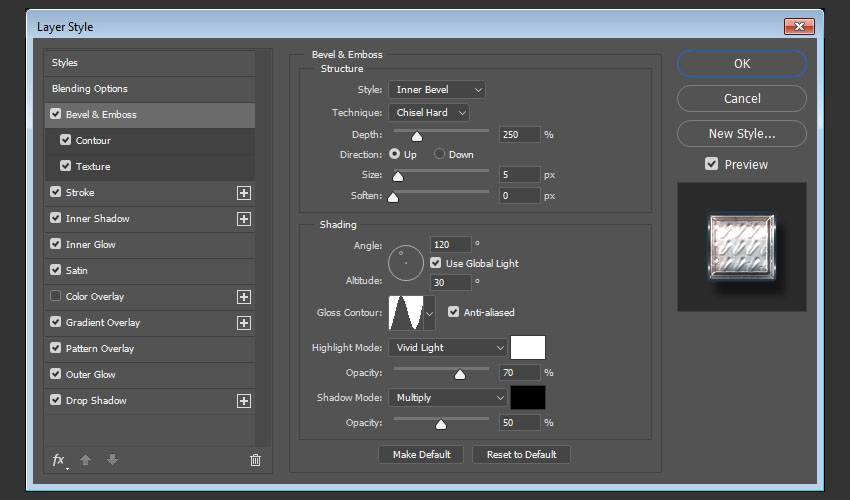 Layer Style
Styles
Blending Options
Bevel & Emboss
Contour
Texture
Stroke
Inner Shadow
Inner Glow
Satin
Color Overlay
Gradient Overlay
Pattern Overlay
Outer Glow
Drop Shadow
fx
Bevel & Emboss
Structure
Style: Inner Bevel
Technique: Chisel Hard
Depth: 250 %
Direction: Up Down
Size: 5 px
Soften: 0 px
Shading
Angle: 120 °
Use Global Light
Altitude: 30 °
Gloss Contour: Anti-aliased
Highlight Mode: Vivid Light
Opacity: 70 %
Shadow Mode: Multiply
Opacity: 50 %
Make Default Reset to Default
OK
Cancel
New Style...
Preview